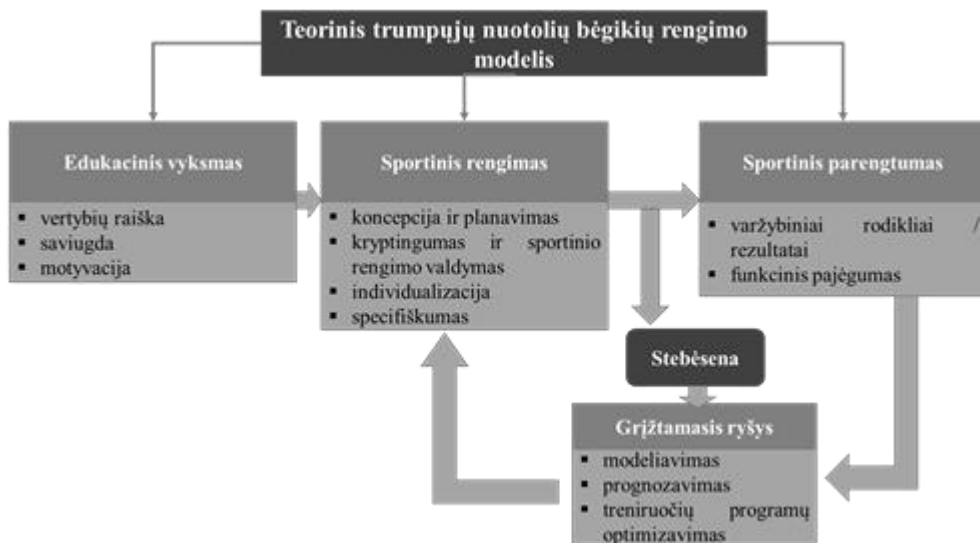 Teorinis trumpųjų nuotolių bėgikių rengimo
modelis
Edukacinis vyksmas
▪ vertybių raiška
▪ saviugda
▪ motyvacija
Sportinis rengimas
▪ koncepcija ir planavimas
▪ kryptingumas ir sportinio
rengimo valdymas
▪ individualizacija
▪ specifiškumas
Sportinis parengtumas
▪ varžybiniai rodikliai /
rezultatai
▪ funkcinis pajėgumas
Stebėsena
Grįžtamasis ryšys
▪ modeliavimas
▪ prognozavimas
▪ treniruočių programų
optimizavimas